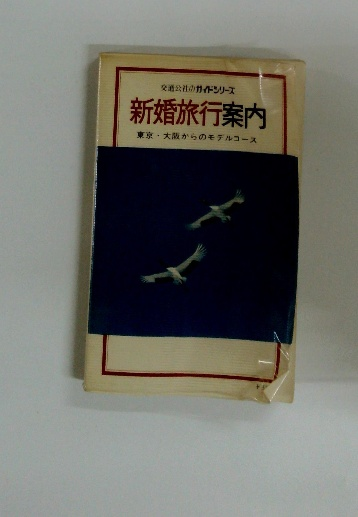 交通公社のガイドシリーズ
新婚旅行案内
東京・大阪からのモデルコース